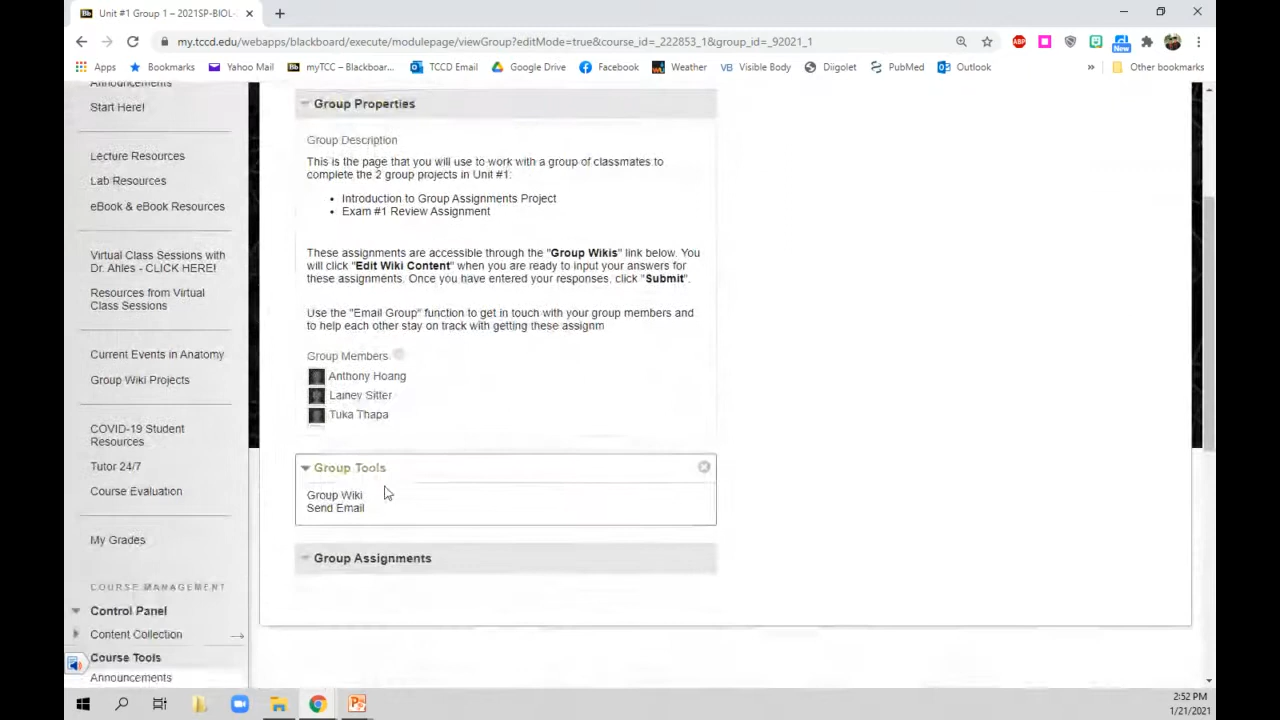 Unit #1 Group 1 – 2021SP-BIOL-
my.tccd.edu/webapps/blackboard/execute/modulepage/viewGroup?editMode=true&course_id=_222853_1&group_id=_92021_1
ABP
New
Apps
Bookmarks
Yahoo Mail
Bb
myTCC – Blackboar...
TCCD Email
Google Drive
Facebook
Weather
VB
Visible Body
Diigolet
PubMed
Outlook
»
Other bookmarks
Announcements
Start Here!
Lecture Resources
Lab Resources
eBook & eBook Resources
Virtual Class Sessions with
Dr. Ahles - CLICK HERE!
Resources from Virtual
Class Sessions
Current Events in Anatomy
Group Wiki Projects
COVID-19 Student
Resources
Tutor 24/7
Course Evaluation
My Grades
COURSE MANAGEMENT
Control Panel
Content Collection
Course Tools
Announcements
Group Properties
Group Description
This is the page that you will use to work with a group of classmates to
complete the 2 group projects in Unit #1:
• Introduction to Group Assignments Project
• Exam #1 Review Assignment
These assignments are accessible through the "Group Wikis" link below. You
will click "Edit Wiki Content" when you are ready to input your answers for
these assignments. Once you have entered your responses, click "Submit".
Use the "Email Group" function to get in touch with your group members and
to help each other stay on track with getting these assignm
Group Members
Anthony Hoang
Lainey Sitter
Tuka Thapa
Group Tools
Group Wiki
Send Email
Group Assignments
2:52 PM
1/21/2021